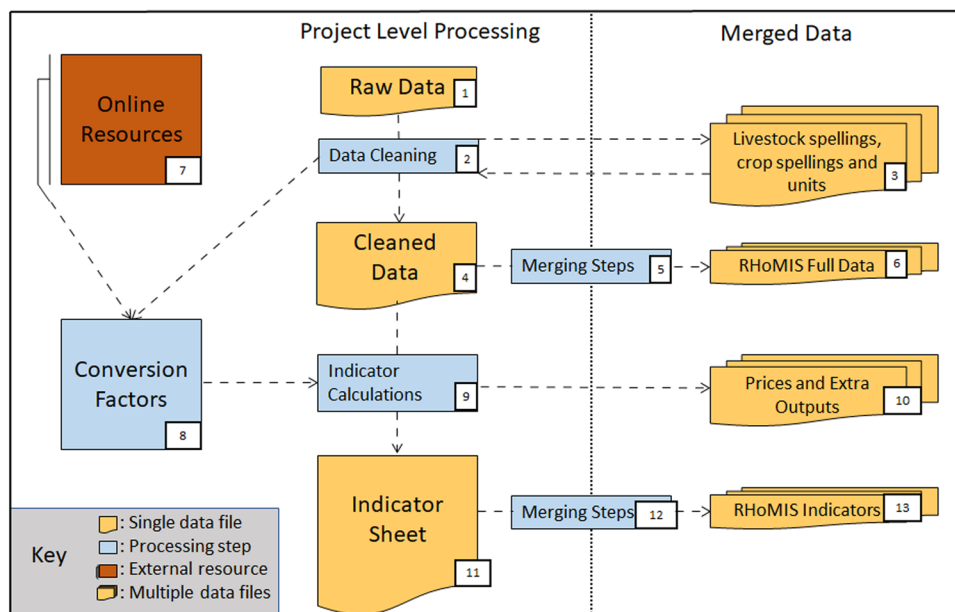 Project Level Processing
Merged Data
Online
Resources
7
Raw Data
1
Data Cleaning
2
Livestock spellings,
crop spellings and
units
3
Cleaned
Data
4
Merging Steps
5
RHoMIS Full Data
6
Conversion
Factors
8
Indicator
Calculations
9
Prices and Extra
Outputs
10
Indicator
Sheet
11
Merging Steps
12
RHoMIS Indicators
13
Key
: Single data file
: Processing step
: External resource
: Multiple data files